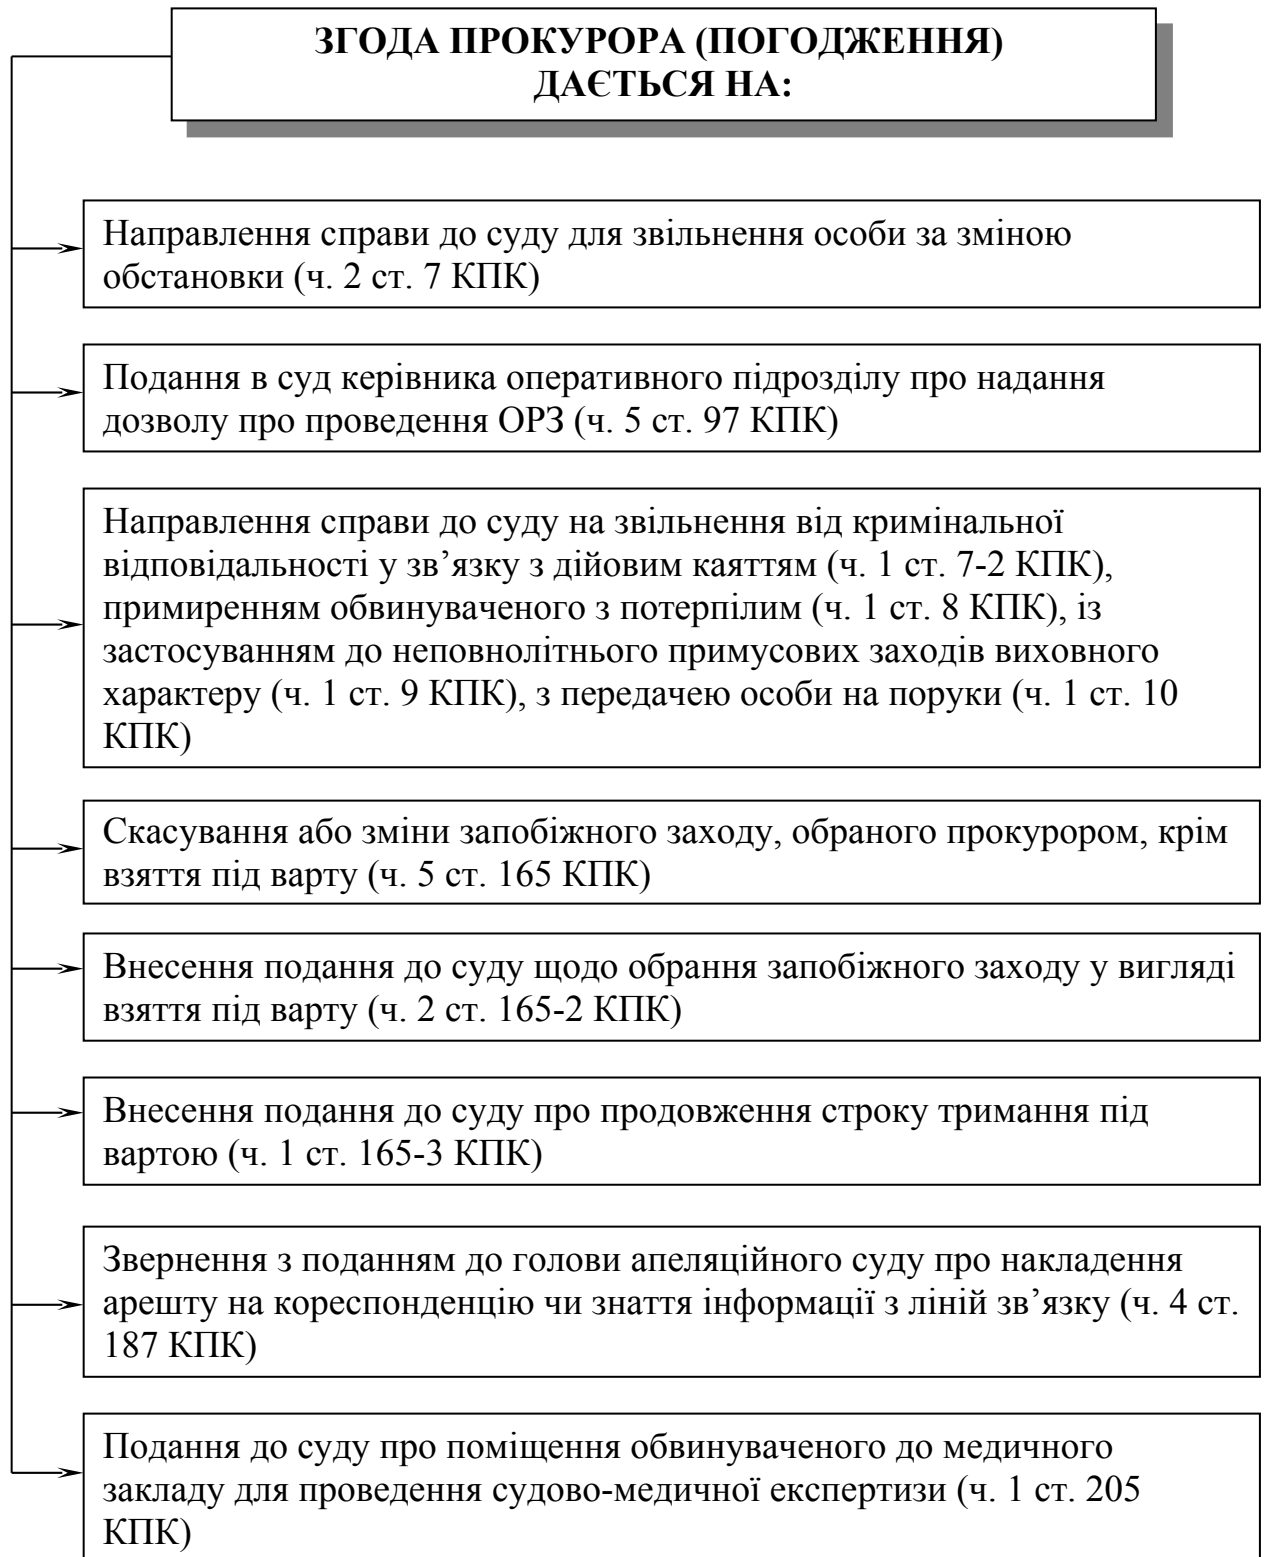 ЗГОДА ПРОКУРОРА (ПОГОДЖЕННЯ)
ДАЄТЬСЯ НА:
Направлення справи до суду для звільнення особи за зміною
обстановки (ч. 2 ст. 7 КПК)
Подання в суд керівника оперативного підрозділу про надання
дозволу про проведення ОРЗ (ч. 5 ст. 97 КПК)
Направлення справи до суду на звільнення від кримінальної
відповідальності у зв’язку з дійовим каяттям (ч. 1 ст. 7-2 КПК),
примиренням обвинуваченого з потерпілим (ч. 1 ст. 8 КПК), із
застосуванням до неповнолітнього примусових заходів виховного
характеру (ч. 1 ст. 9 КПК), з передачею особи на поруки (ч. 1 ст. 10
КПК)
Скасування або зміни запобіжного заходу, обраного прокурором, крім
взяття під варту (ч. 5 ст. 165 КПК)
Внесення подання до суду щодо обрання запобіжного заходу у вигляді
взяття під варту (ч. 2 ст. 165-2 КПК)
Внесення подання до суду про продовження строку тримання під
вартою (ч. 1 ст. 165-3 КПК)
Звернення з поданням до голови апеляційного суду про накладення
арешту на кореспонденцію чи знаття інформації з ліній зв’язку (ч. 4 ст.
187 КПК)
Подання до суду про поміщення обвинуваченого до медичного
закладу для проведення судово-медичної експертизи (ч. 1 ст. 205
КПК)